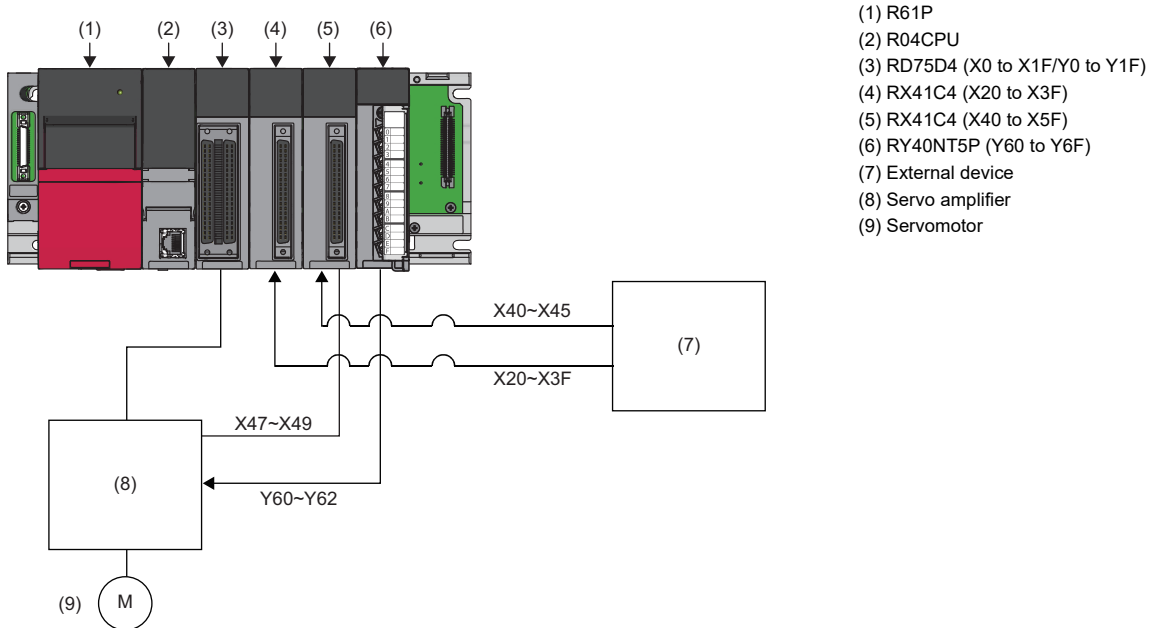 (1) (2) (3) (4) (5) (6)
(1) R61P
(2) R04CPU
(3) RD75D4 (X0 to X1F/Y0 to Y1F)
(4) RX41C4 (X20 to X3F)
(5) RX41C4 (X40 to X5F)
(6) RY40NT5P (Y60 to Y6F)
(7) External device
(8) Servo amplifier
(9) Servomotor
X40~X45
(7)
X20~X3F
X47~X49
(8)
Y60~Y62
(9) M